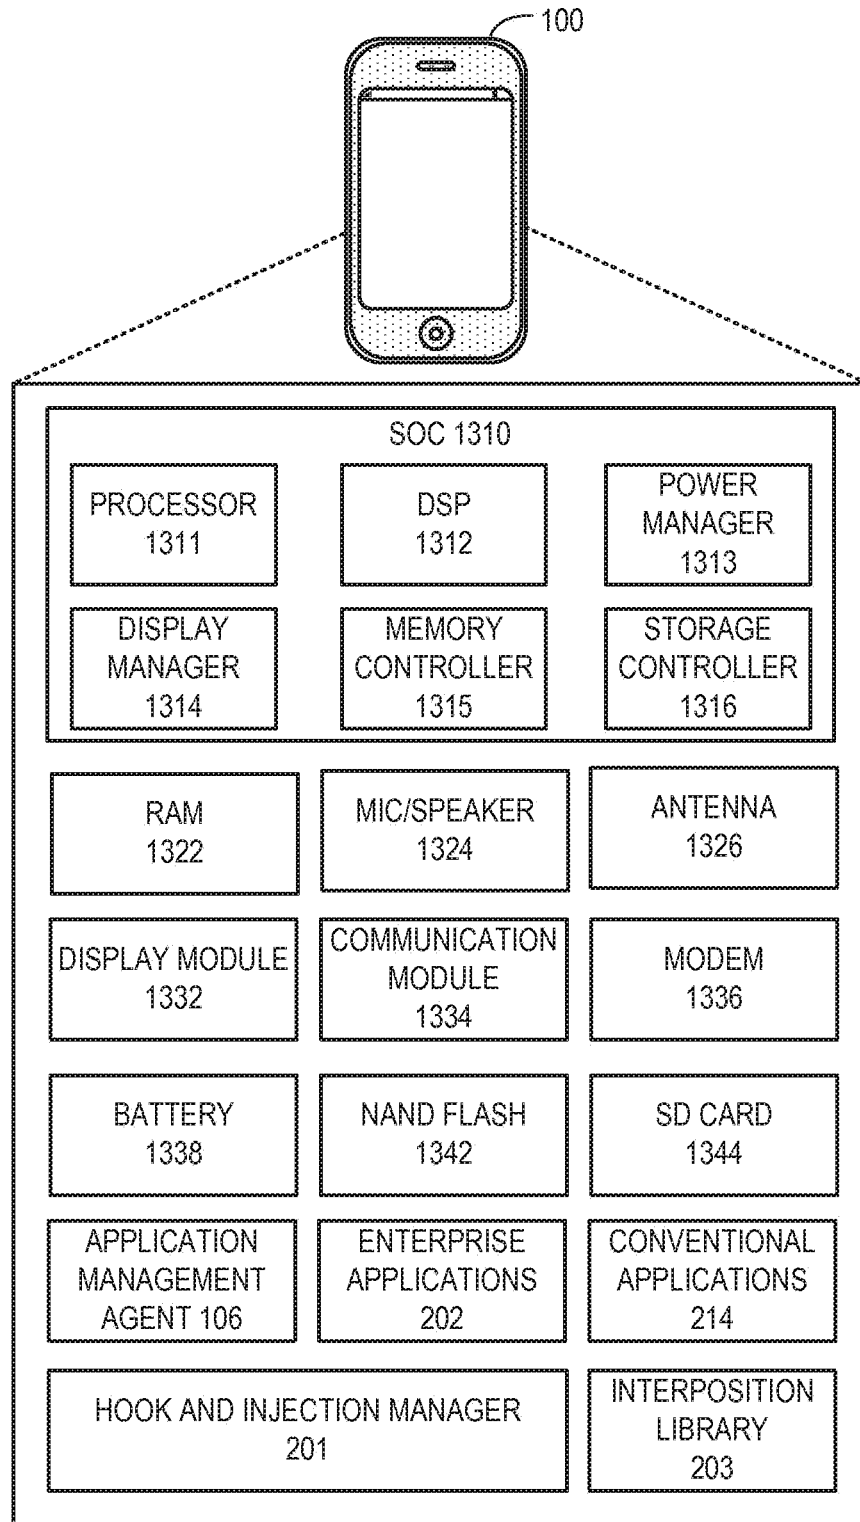 100
SOC 1310
PROCESSOR
1311
DSP
1312
POWER
MANAGER
1313
DISPLAY
MANAGER
1314
MEMORY
CONTROLLER
1315
STORAGE
CONTROLLER
1316
RAM
1322
MIC/SPEAKER
1324
ANTENNA
1326
DISPLAY MODULE
1332
COMMUNICATION
MODULE
1334
MODEM
1336
BATTERY
1338
NAND FLASH
1342
SD CARD
1344
APPLICATION
MANAGEMENT
AGENT 106
ENTERPRISE
APPLICATIONS
202
CONVENTIONAL
APPLICATIONS
214
HOOK AND INJECTION MANAGER
201
INTERPOSITION
LIBRARY
203